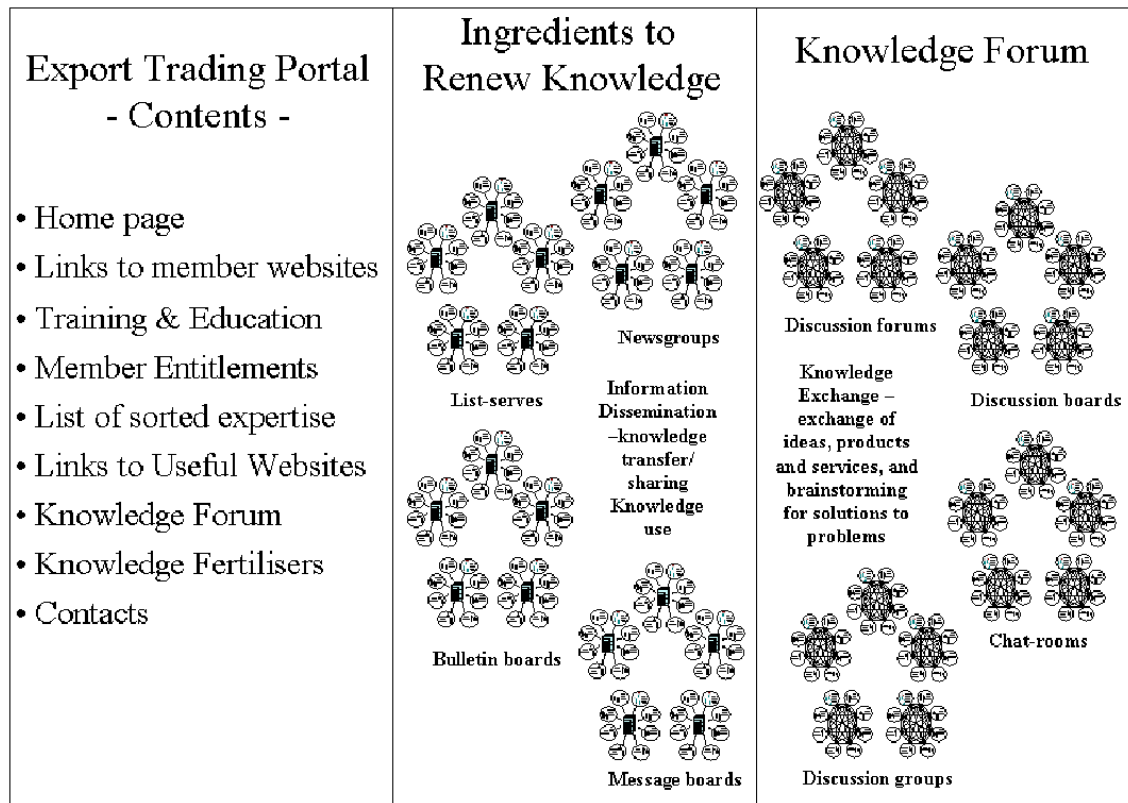 Export Trading Portal
- Contents -
• Home page
• Links to member websites
• Training & Education
• Member Entitlements
• List of sorted expertise
• Links to Useful Websites
• Knowledge Forum
• Knowledge Fertilisers
• Contacts
Ingredients to
Renew Knowledge
Newsgroups
List-serves
Information
Dissemination
–knowledge
transfer/
sharing
Knowledge
use
Bulletin boards
Message boards
Knowledge Forum
Discussion forums
Discussion boards
Knowledge
Exchange –
exchange of
ideas, products
and services, and
brainstorming
for solutions to
problems
Chat-rooms
Discussion groups